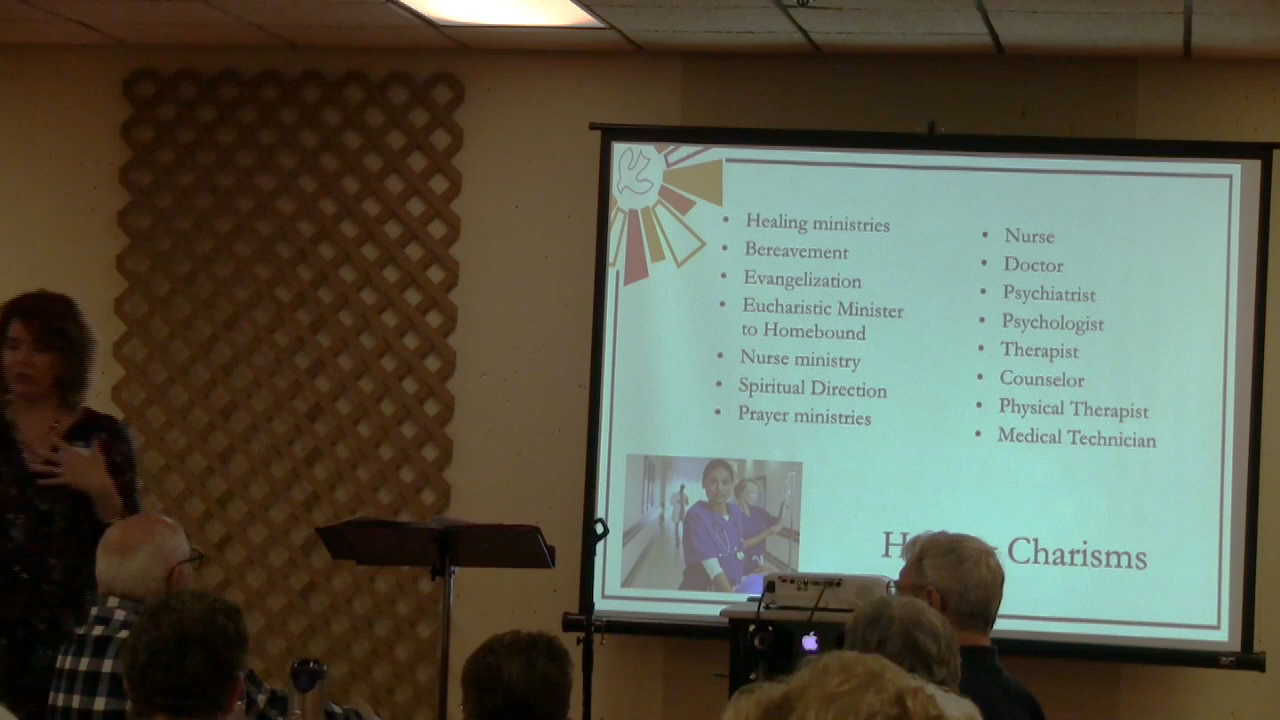 • Healing ministries
• Bereavement
• Evangelization
• Eucharistic Minister
to Homebound
• Nurse ministry
• Spiritual Direction
• Prayer ministries
• Nurse
• Doctor
• Psychiatrist
• Psychologist
• Therapist
• Counselor
• Physical Therapist
• Medical Technician
Charisms